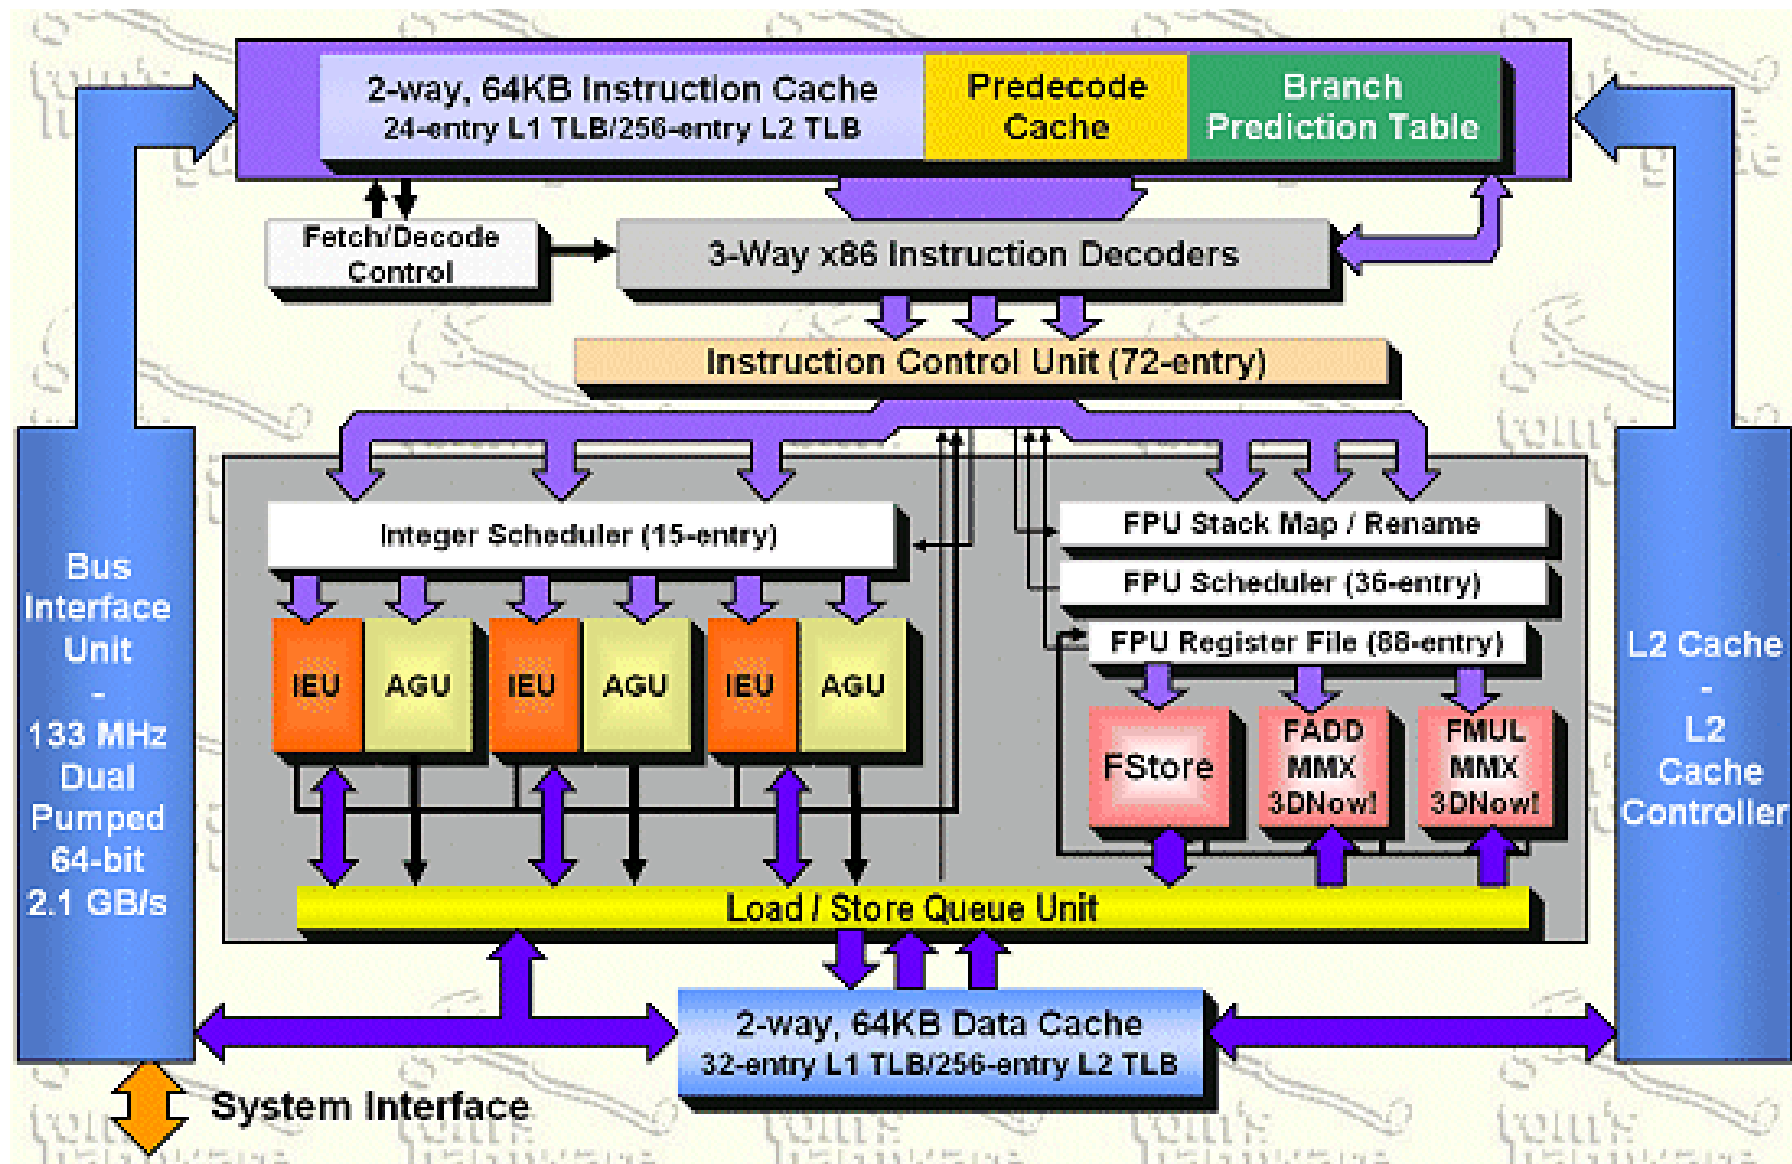 2-way, 64KB Instruction Cache
24-entry L1 TLB/256-entry L2 TLB
Predecode
Cache
Branch
Prediction Table
Fetch/Decode
Control
3-Way x86 Instruction Decoders
Instruction Control Unit (72-entry)
Bus
Interface
Unit
-
133 MHz
Dual
Pumped
64-bit
2.1 GB/s
Integer Scheduler (15-entry)
IEU
AGU
IEU
AGU
IEU
AGU
FPU Stack Map / Rename
FPU Scheduler (36-entry)
FPU Register File (88-entry)
FStore
FADD
MMX
3DNow!
FMUL
MMX
3DNow!
L2 Cache
-
L2
Cache
Controller
Load / Store Queue Unit
2-way, 64KB Data Cache
32-entry L1 TLB/256-entry L2 TLB
System Interface